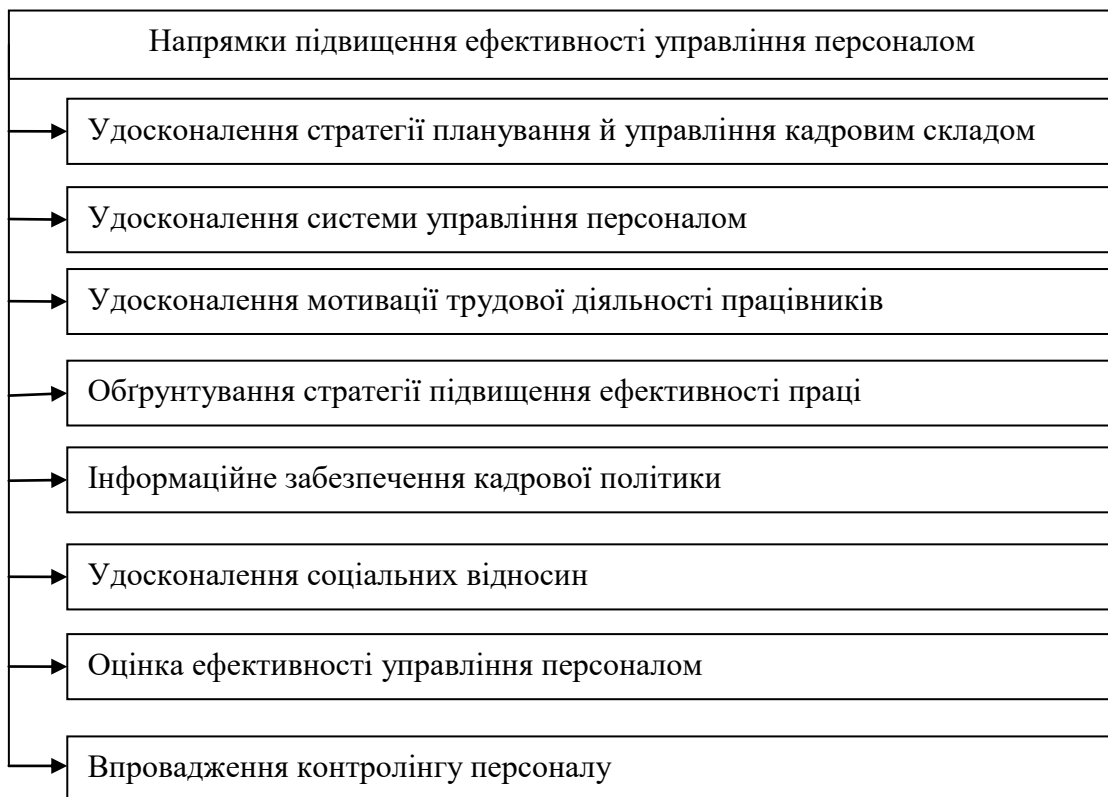 Напрямки підвищення ефективності управління персоналом
Удосконалення стратегії планування й управління кадровим складом
Удосконалення системи управління персоналом
Удосконалення мотивації трудової діяльності працівників
Обґрунтування стратегії підвищення ефективності праці
Інформаційне забезпечення кадрової політики
Удосконалення соціальних відносин
Оцінка ефективності управління персоналом
Впровадження контролінгу персоналу